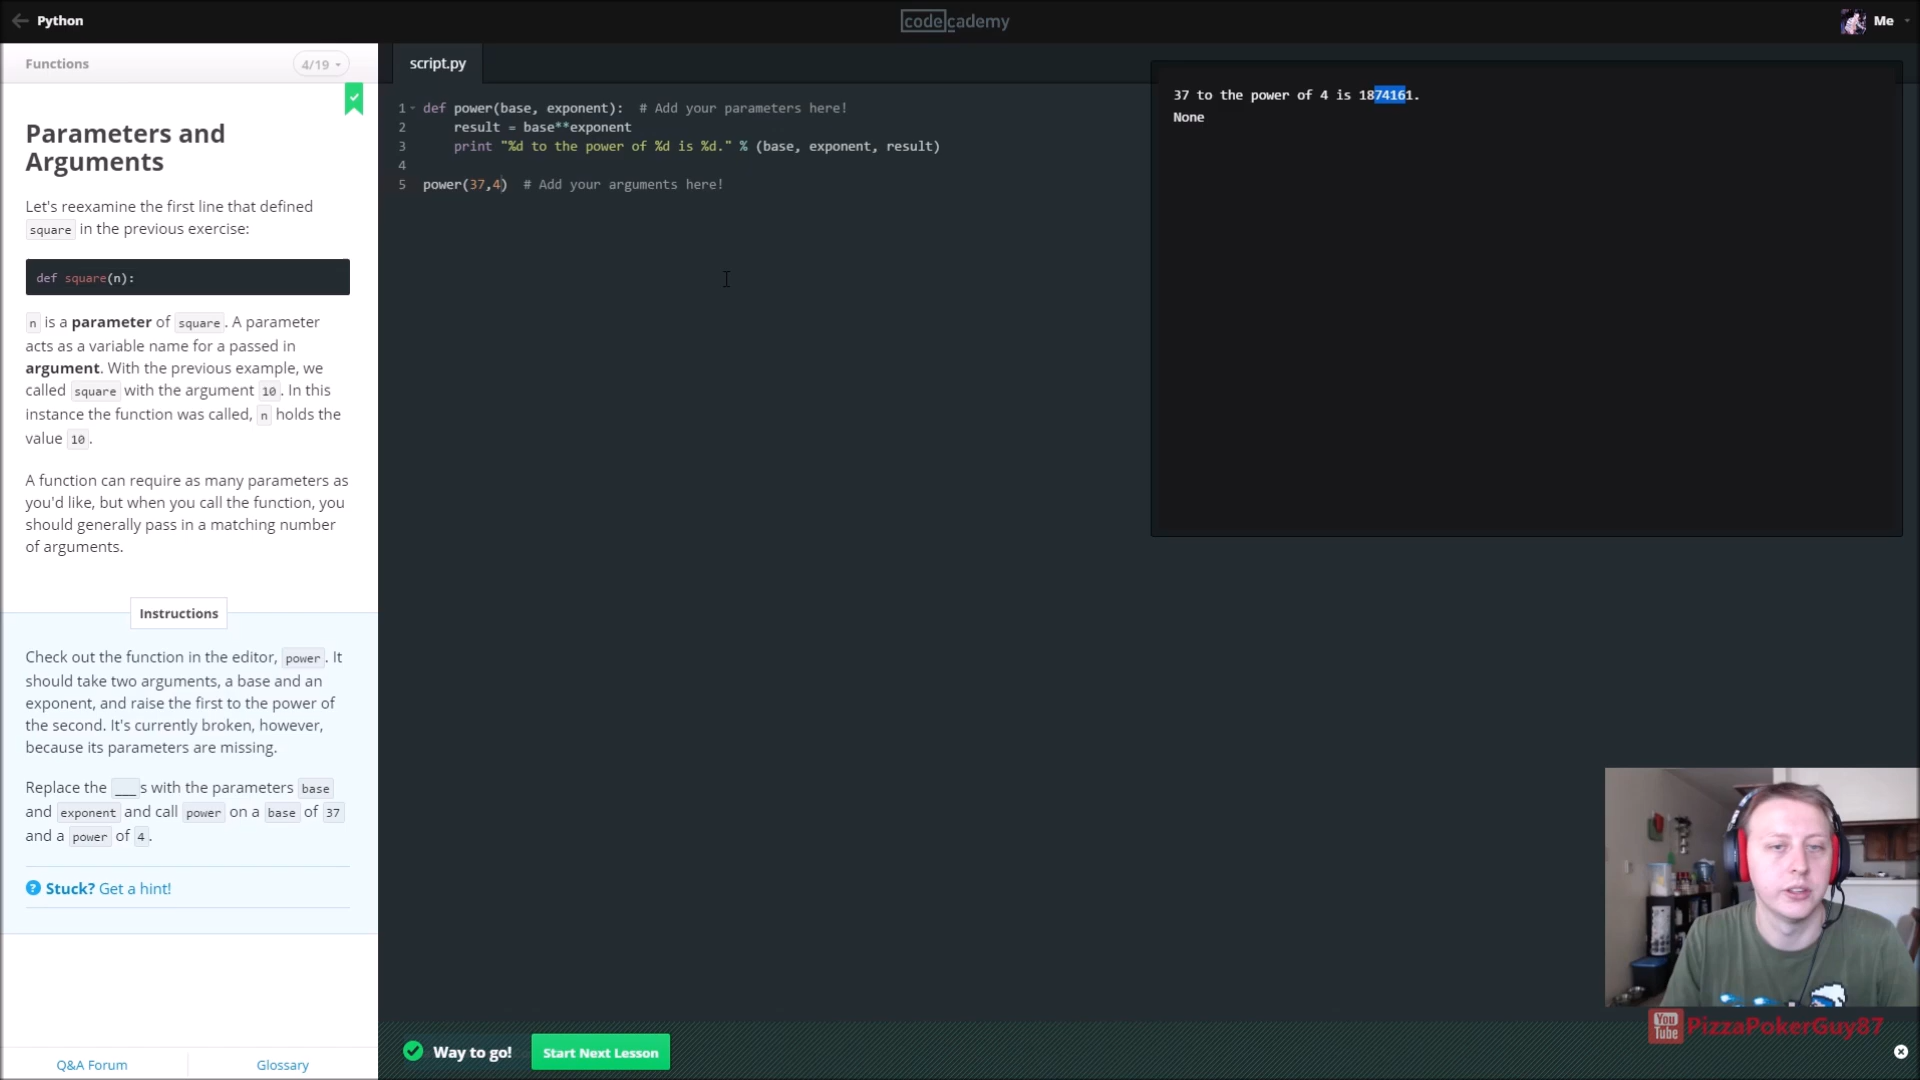 Python
codecademy
Me
Functions
4/19
script.py
Parameters and
Arguments
Let's reexamine the first line that defined
square in the previous exercise:
def square(n):
n is a parameter of square. A parameter
acts as a variable name for a passed in
argument. With the previous example, we
called square with the argument 10. In this
instance the function was called, n holds the
value 10.
A function can require as many parameters as
you'd like, but when you call the function, you
should generally pass in a matching number
of arguments.
Instructions
Check out the function in the editor, power. It
should take two arguments, a base and an
exponent, and raise the first to the power of
the second. It's currently broken, however,
because its parameters are missing.
Replace the ___s with the parameters base
and exponent and call power on a base of 37
and a power of 4.
? Stuck? Get a hint!
Q&A Forum
Glossary
1 def power(base, exponent):  # Add your parameters here!
2     result = base**exponent
3     print "%d to the power of %d is %d." % (base, exponent, result)
4
5 power(37,4)  # Add your arguments here!
37 to the power of 4 is 1874161.
None
Way to go!
Start Next Lesson
You
Tube
PizzaPokerGuy87